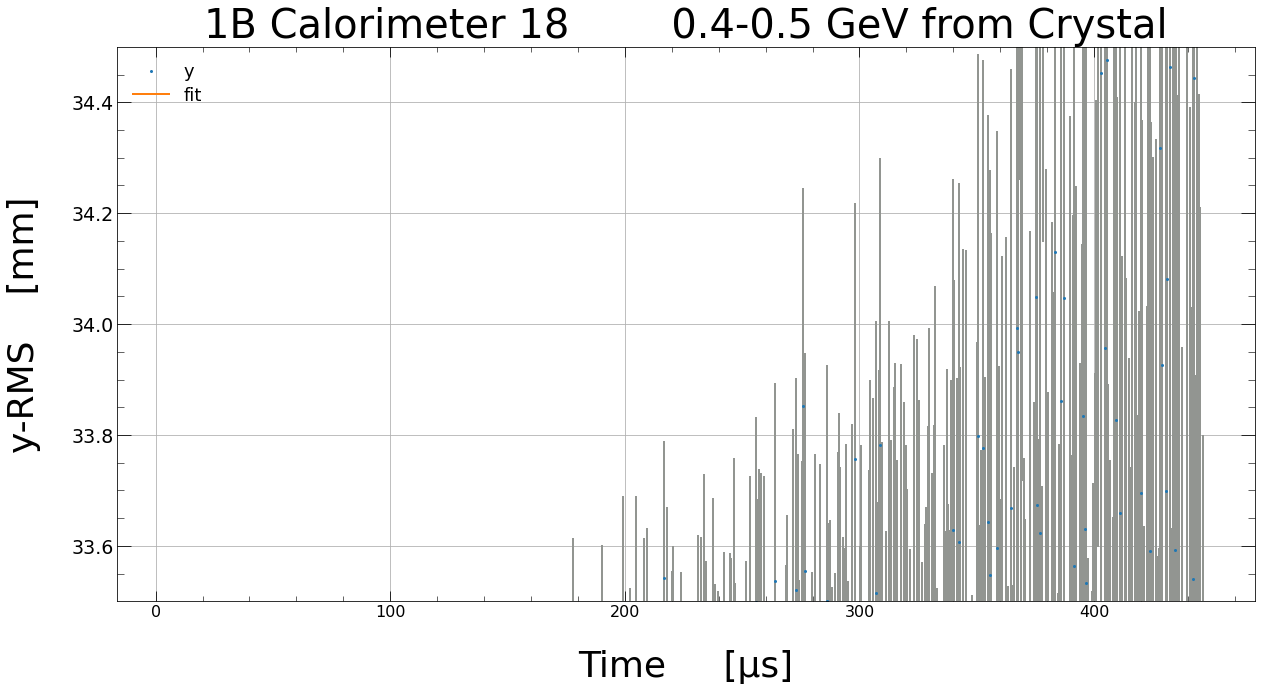 1B Calorimeter 18 0.4-0.5 GeV from Crystal
y
fit
34.4
34.2
34.0
33.8
33.6
y-RMS [mm]
0 100 200 300 400
Time [μs]